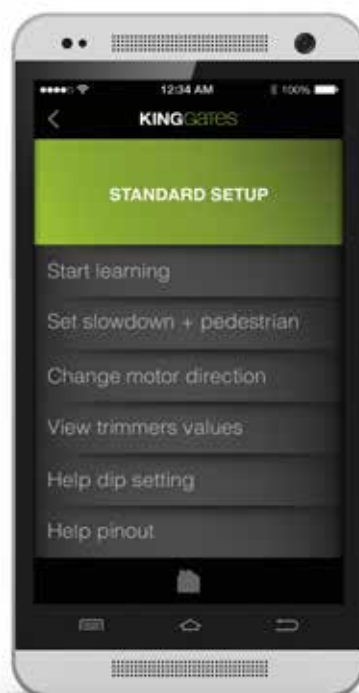 12:34 AM 100%
KINGGATES
STANDARD SETUP
Start learning
Set slowdown + pedestrian
Change motor direction
View trimmers values
Help dip setting
Help pinout